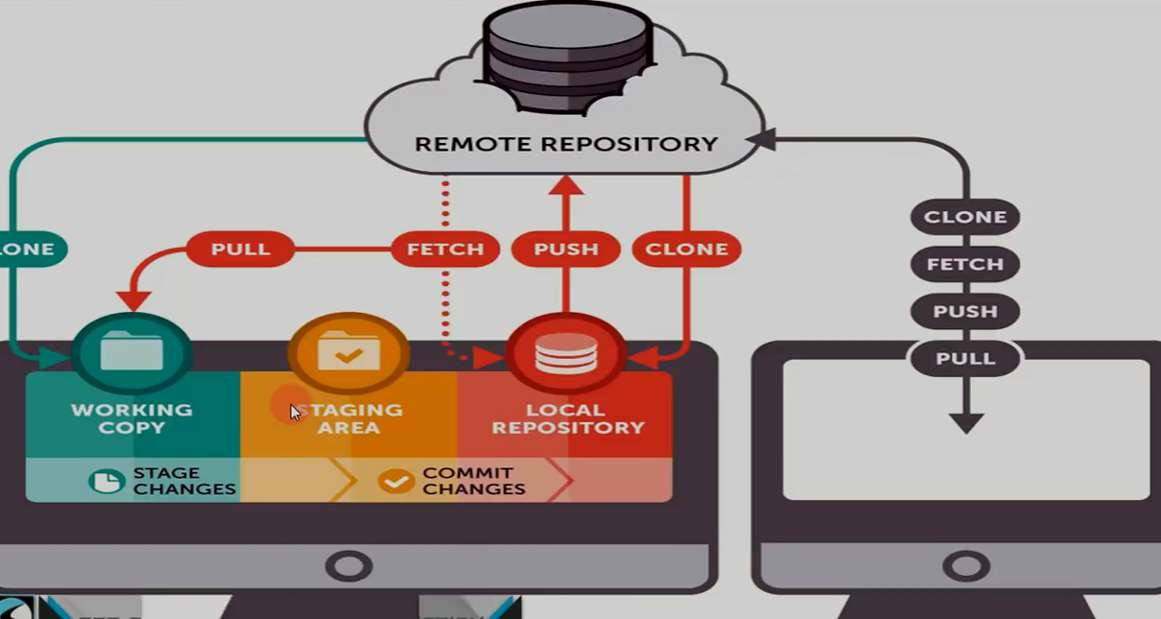 REMOTE REPOSITORY
CLONE
FETCH
PUSH
PULL
PULL
FETCH
PUSH
CLONE
WORKING
COPY
STAGING
AREA
LOCAL
REPOSITORY
STAGE
CHANGES
COMMIT
CHANGES